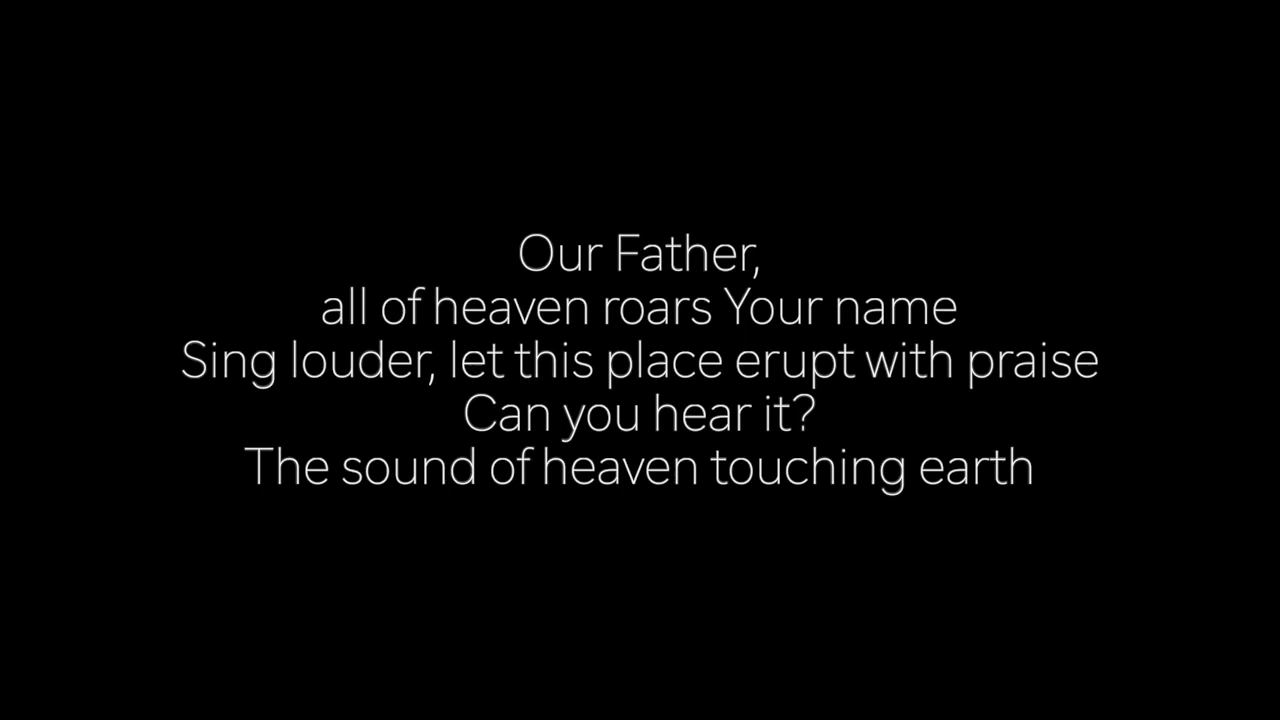 Our Father,
all of heaven roars Your name
Sing louder, let this place erupt with praise
Can you hear it?
The sound of heaven touching earth